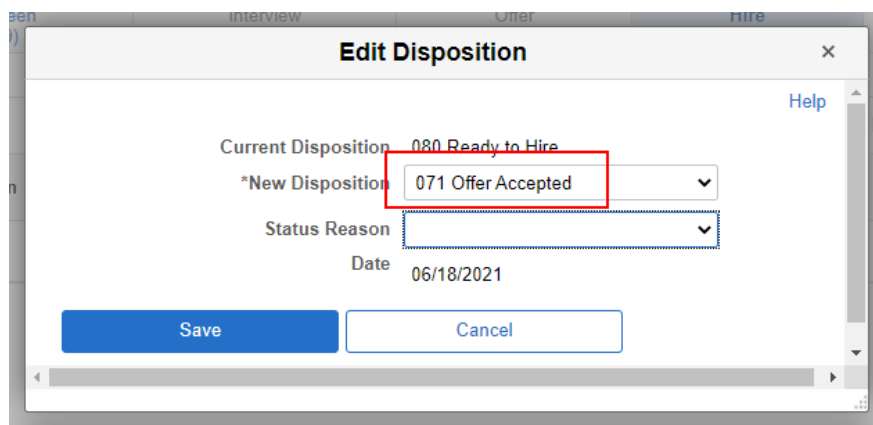 een Interview Offer Hire
Edit Disposition ×
Help
Current Disposition 080 Ready to Hire
*New Disposition 071 Offer Accepted
Status Reason
Date 06/18/2021
n
Save Cancel